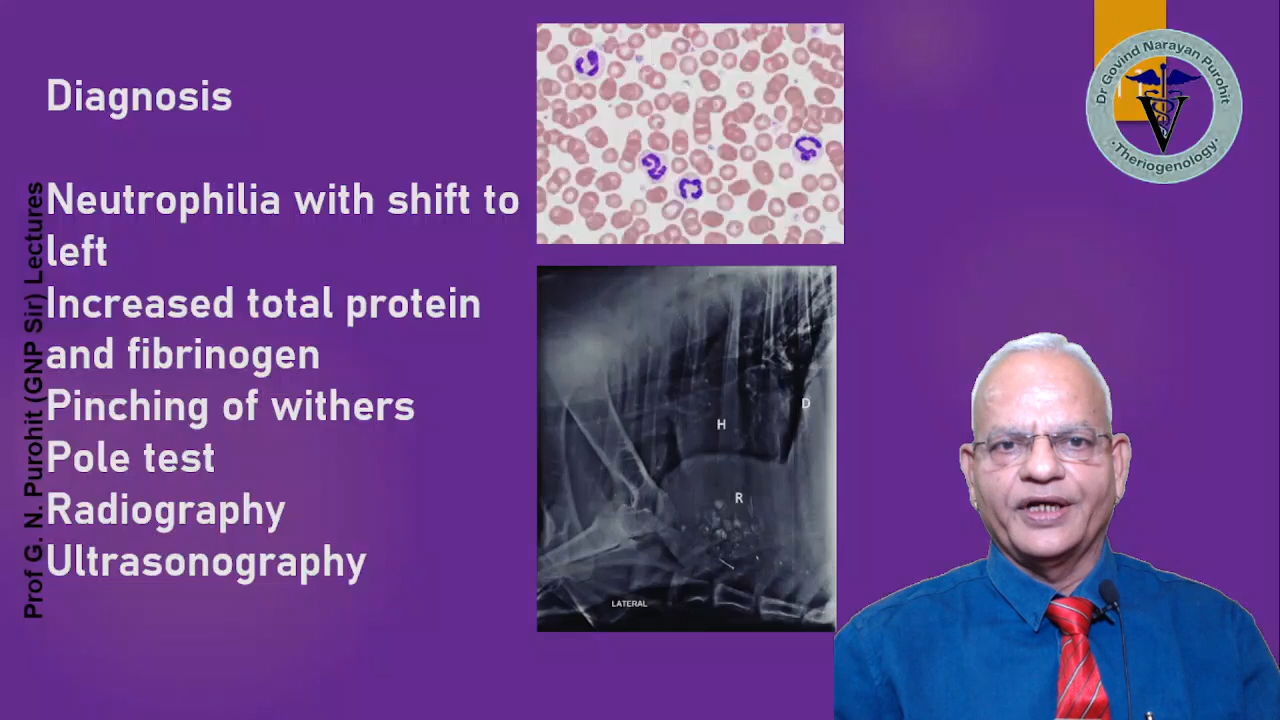 Diagnosis
Neutrophilia with shift to
left
Increased total protein
and fibrinogen
Pinching of withers
Pole test
Radiography
Ultrasonography
Prof G. N. Purohit (GNP Sir) Lectures
H
D
R
LATERAL
Dr Govind Narayan Purohit
·Theriogenology·